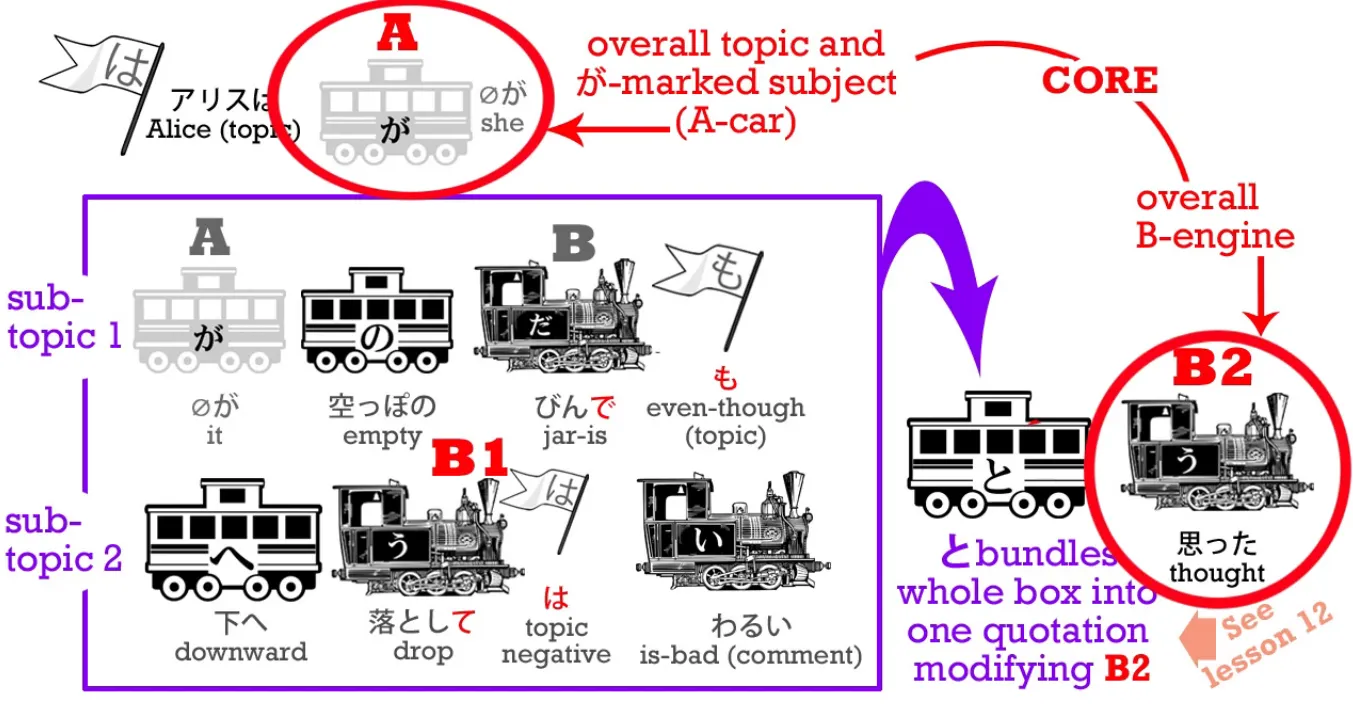 は
アリスは
Alice (topic)
A
が
∅が
she
overall topic and
が-marked subject
(A-car)
CORE
overall
B-engine
sub-
topic 1
A
が
∅が
it
の
空っぽの
empty
B
だ
びんで
jar-is
も
も
even-though
(topic)
sub-
topic 2
へ
下へ
downward
B1
う
落として
drop
は
は
topic
negative
い
わるい
is-bad (comment)
と
とbundles
whole box into
one quotation
modifying B2
B2
う
思った
thought
See
lesson 12